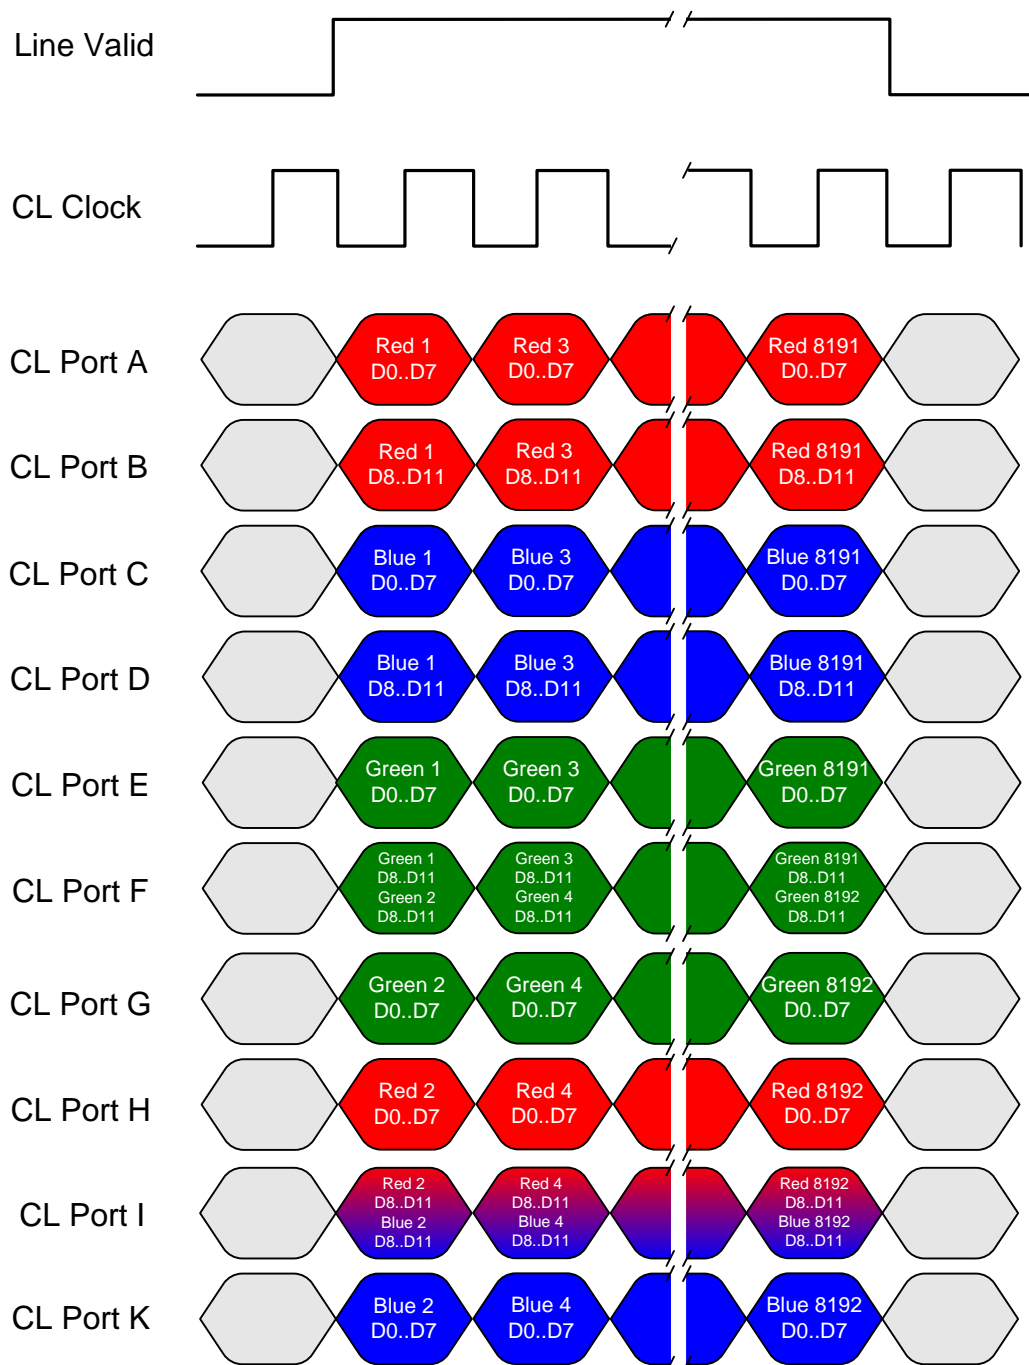 Line Valid
CL Clock
CL Port A
Red 1
D0..D7
Red 3
D0..D7
Red 8191
D0..D7
CL Port B
Red 1
D8..D11
Red 3
D8..D11
Red 8191
D8..D11
CL Port C
Blue 1
D0..D7
Blue 3
D0..D7
Blue 8191
D0..D7
CL Port D
Blue 1
D8..D11
Blue 3
D8..D11
Blue 8191
D8..D11
CL Port E
Green 1
D0..D7
Green 3
D0..D7
Green 8191
D0..D7
CL Port F
Green 1
D8..D11
Green 2
D8..D11
Green 3
D8..D11
Green 4
D8..D11
Green 8191
D8..D11
Green 8192
D8..D11
CL Port G
Green 2
D0..D7
Green 4
D0..D7
Green 8192
D0..D7
CL Port H
Red 2
D0..D7
Red 4
D0..D7
Red 8192
D0..D7
CL Port I
Red 2
D8..D11
Blue 2
D8..D11
Red 4
D8..D11
Blue 4
D8..D11
Red 8192
D8..D11
Blue 8192
D8..D11
CL Port K
Blue 2
D0..D7
Blue 4
D0..D7
Blue 8192
D0..D7